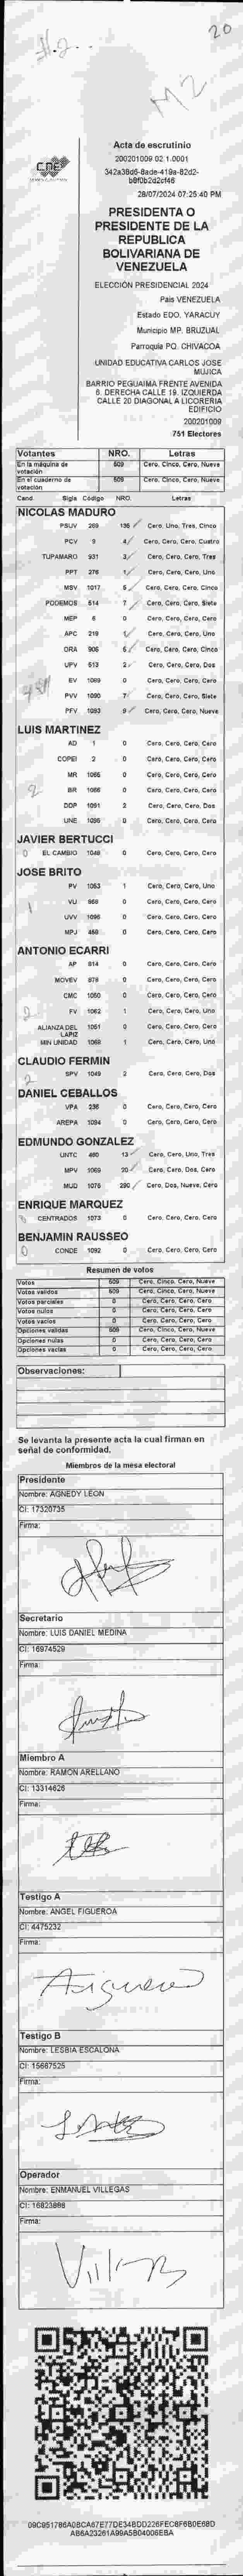 20
M2
CNE
Acta de escrutinio
200201009.02.1.0001
28/07/2024 07:25:40 PM
PRESIDENTA O
PRESIDENTE DE LA
REPUBLICA
BOLIVARIANA DE
VENEZUELA
ELECCIÓN PRESIDENCIAL 2024
Pais VENEZUELA
Estado EDO. YARACUY
Municipio MP. BRUZUAL
Parroquia PQ. CHIVACOA
UNIDAD EDUCATIVA CARLOS JOSE
MUJICA
BARRIO PEGUAIMA FRENTE AVENIDA
6. DERECHA CALLE 19. IZQUIERDA
CALLE 20 DIAGONAL A LICORERIA
EDIFICIO
200201009
751 Electores
Votantes NRO. Letras
En la máquina de votación 509 Cero, Cinco, Cero, Nueve
En el cuaderno de votación 509 Cero, Cinco, Cero, Nueve
Cand Sigla Código NRO. Letras
NICOLAS MADURO
PSUV 269 135 Cero, Uno, Tres, Cinco
PCV 9 4 Cero, Cero, Cero, Cuatro
TUPAMARO 931 3 Cero, Cero, Cero, Tres
PPT 276 1 Cero, Cero, Cero, Uno
MSV 1017 5 Cero, Cero, Cero, Cinco
PODEMOS 514 7 Cero, Cero, Cero, Siete
MEP 6 0 Cero, Cero, Cero, Cero
APC 219 1 Cero, Cero, Cero, Uno
ORA 906 5 Cero, Cero, Cero, Cinco
UPV 513 2 Cero, Cero, Cero, Dos
EV 1089 0 Cero, Cero, Cero, Cero
PVV 1090 7 Cero, Cero, Cero, Siete
PFV 1093 9 Cero, Cero, Cero, Nueve
LUIS MARTINEZ
AD 1 0 Cero, Cero, Cero, Cero
COPEI 2 0 Cero, Cero, Cero, Cero
MR 1065 0 Cero, Cero, Cero, Cero
2 BR 1066 0 Cero, Cero, Cero, Cero
DDP 1091 2 Cero, Cero, Cero, Dos
UNE 1095 0 Cero, Cero, Cero, Cero
JAVIER BERTUCCI
0 EL CAMBIO 1048 0 Cero, Cero, Cero, Cero
JOSE BRITO
PV 1053 1 Cero, Cero, Cero, Uno
1 VU 868 0 Cero, Cero, Cero, Cero
UVV 1096 0 Cero, Cero, Cero, Cero
MPJ 458 0 Cero, Cero, Cero, Cero
ANTONIO ECARRI
AP 814 0 Cero, Cero, Cero, Cero
MOVEV 878 0 Cero, Cero, Cero, Cero
CMC 1050 0 Cero, Cero, Cero, Cero
2 FV 1062 1 Cero, Cero, Cero, Uno
ALIANZA DEL LAPIZ 1051 0 Cero, Cero, Cero, Cero
MIN UNIDAD 1068 1 Cero, Cero, Cero, Uno
CLAUDIO FERMIN
2 SPV 1049 2 Cero, Cero, Cero, Dos
DANIEL CEBALLOS
VPA 236 0 Cero, Cero, Cero, Cero
AREPA 1094 0 Cero, Cero, Cero, Cero
EDMUNDO GONZALEZ
UNTC 460 13 Cero, Cero, Uno, Tres
MPV 1069 20 Cero, Cero, Dos, Cero
MUD 1076 290 Cero, Dos, Nueve, Cero
ENRIQUE MARQUEZ
CENTRADOS 1073 0 Cero, Cero, Cero, Cero
BENJAMIN RAUSSEO
0 CONDE 1092 0 Cero, Cero, Cero, Cero
Resumen de votos
Votos 509 Cero, Cinco, Cero, Nueve
Votos validos 509 Cero, Cinco, Cero, Nueve
Votos parciales 0 Cero, Cero, Cero, Cero
Votos nulos 0 Cero, Cero, Cero, Cero
Votos vacios 0 Cero, Cero, Cero, Cero
Opciones validas 509 Cero, Cinco, Cero, Nueve
Opciones nulas 0 Cero, Cero, Cero, Cero
Opciones vacias 0 Cero, Cero, Cero, Cero
Observaciones:
Se levanta la presente acta la cual firman en
señal de conformidad.
Miembros de la mesa electoral
Presidente
Nombre: AGNEDY LEON
CI: 17320735
Firma:
Secretario
Nombre: LUIS DANIEL MEDINA
CI: 16974529
Firma:
Miembro A
Nombre: RAMON ARELLANO
CI: 13314626
Firma:
Testigo A
Nombre: ANGEL FIGUEROA
CI: 4475232
Firma:
Testigo B
Nombre: LESBIA ESCALONA
CI: 15667525
Firma:
Operador
Nombre: ENMANUEL VILLEGAS
CI: 16823898
Firma: